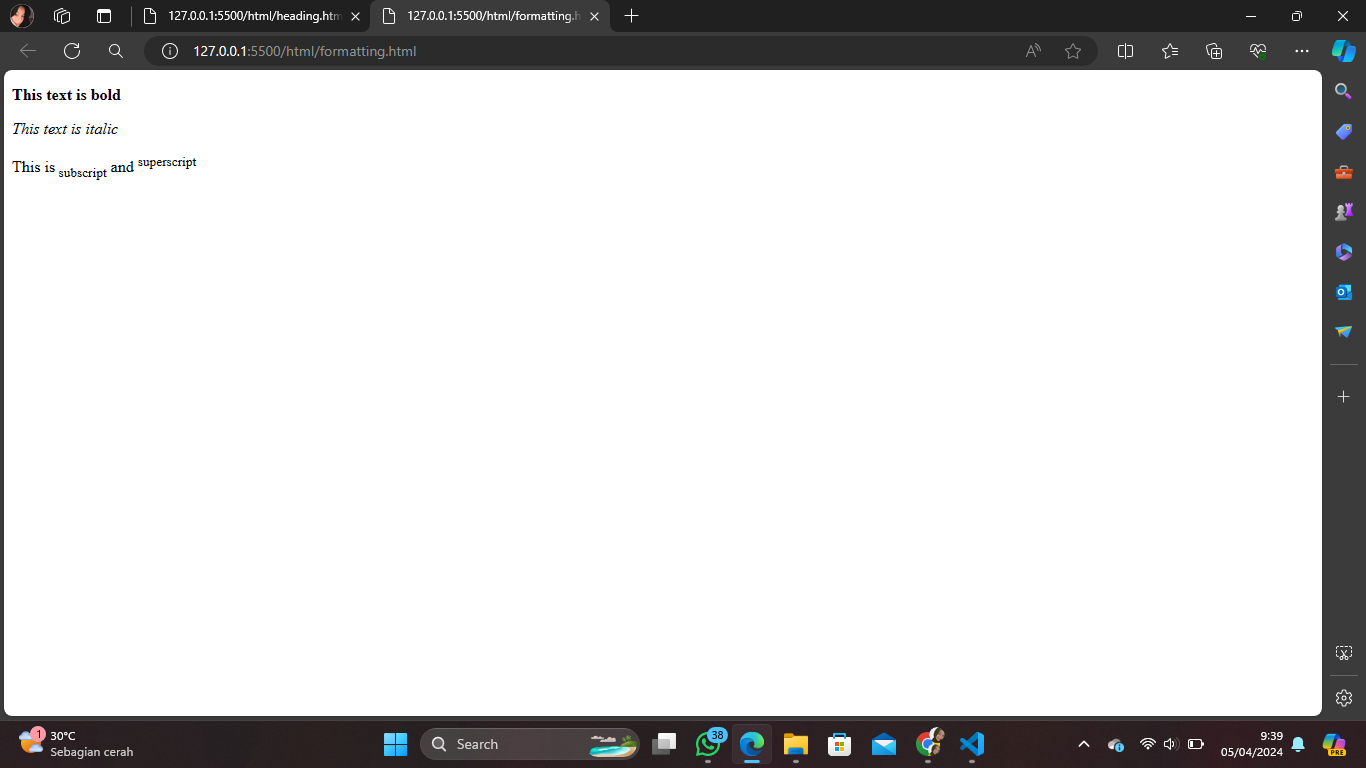 127.0.0.1:5500/html/heading.htm
127.0.0.1:5500/html/formatting.h
127.0.0.1:5500/html/formatting.html
This text is bold
This text is italic
This is subscript and superscript
1
30°C
Sebagian cerah
Search
38
9:39
05/04/2024
PRE